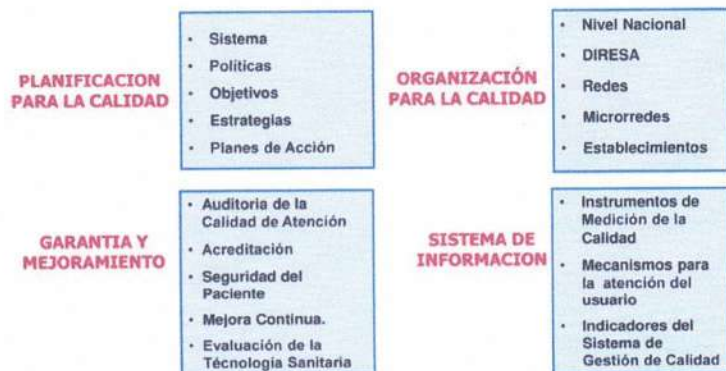 PLANIFICACION
PARA LA CALIDAD
• Sistema
• Políticas
• Objetivos
• Estrategias
• Planes de Acción
ORGANIZACIÓN
PARA LA CALIDAD
• Nivel Nacional
• DIRESA
• Redes
• Microrredes
• Establecimientos
GARANTIA Y
MEJORAMIENTO
• Auditoria de la
Calidad de Atención
• Acreditación
• Seguridad del
Paciente
• Mejora Continua.
• Evaluación de la
Técnología Sanitaria
SISTEMA DE
INFORMACION
• Instrumentos de
Medición de la
Calidad
• Mecanismos para
la atención del
usuario
• Indicadores del
Sistema de
Gestión de Calidad